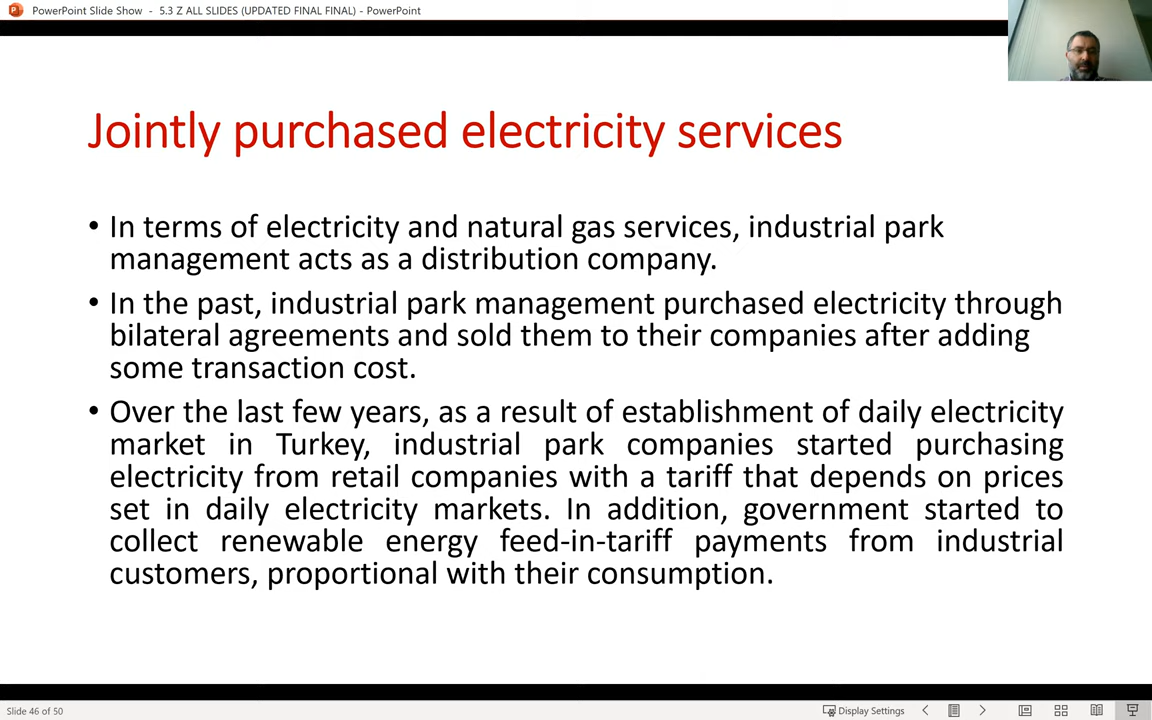 PowerPoint Slide Show - 5.3 Z ALL SLIDES (UPDATED FINAL FINAL) - PowerPoint
Jointly purchased electricity services
• In terms of electricity and natural gas services, industrial park
management acts as a distribution company.
• In the past, industrial park management purchased electricity through
bilateral agreements and sold them to their companies after adding
some transaction cost.
• Over the last few years, as a result of establishment of daily electricity
market in Turkey, industrial park companies started purchasing
electricity from retail companies with a tariff that depends on prices
set in daily electricity markets. In addition, government started to
collect renewable energy feed-in-tariff payments from industrial
customers, proportional with their consumption.
Slide 46 of 50
Display Settings